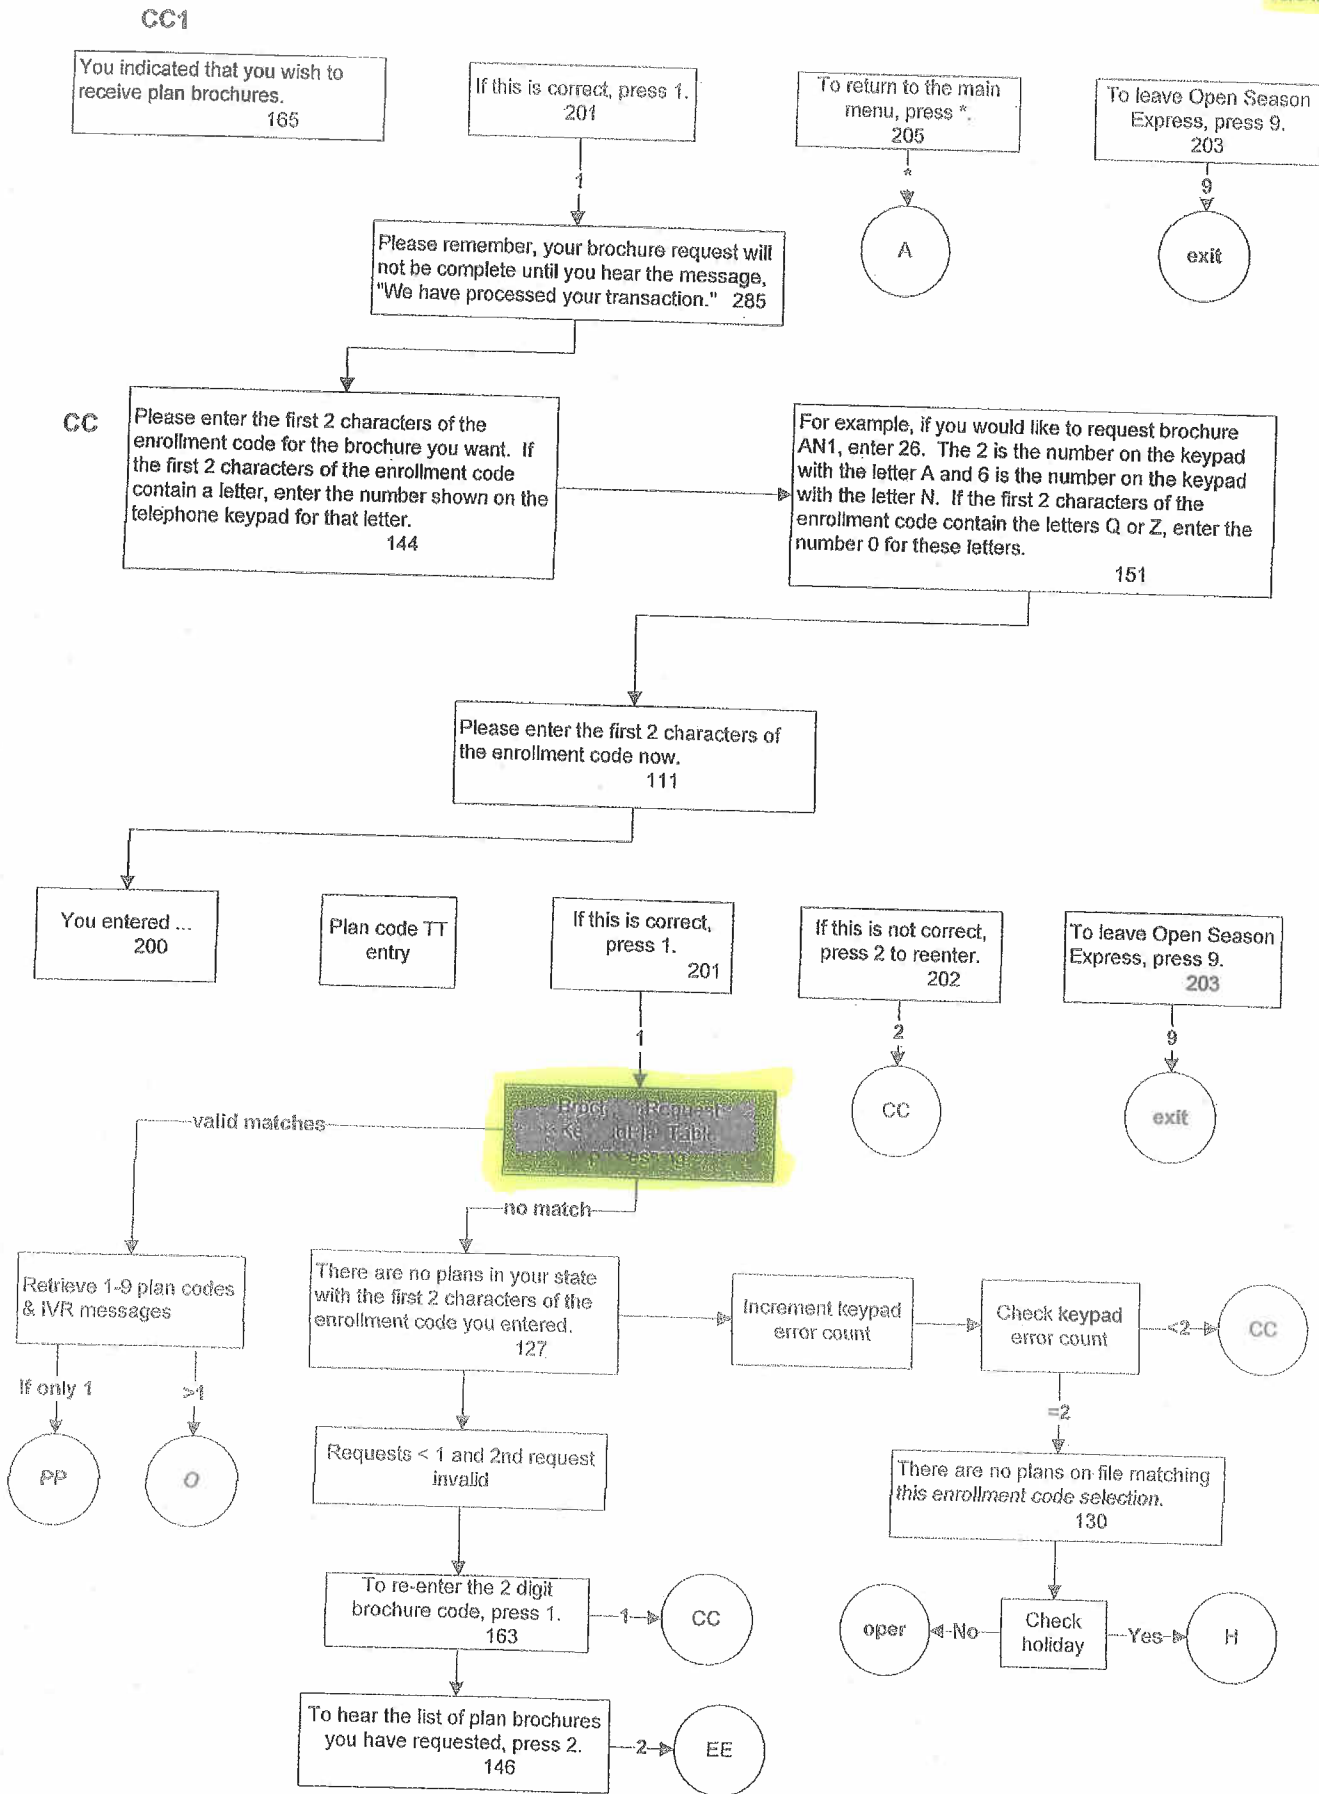 CC1
You indicated that you wish to
receive plan brochures.
165
If this is correct, press 1.
201
To return to the main
menu, press *.
205
To leave Open Season
Express, press 9.
203
1
*
9
A
exit
Please remember, your brochure request will
not be complete until you hear the message,
"We have processed your transaction." 285
CC
Please enter the first 2 characters of the
enrollment code for the brochure you want. If
the first 2 characters of the enrollment code
contain a letter, enter the number shown on the
telephone keypad for that letter.
144
For example, if you would like to request brochure
AN1, enter 26. The 2 is the number on the keypad
with the letter A and 6 is the number on the keypad
with the letter N. If the first 2 characters of the
enrollment code contain the letters Q or Z, enter the
number 0 for these letters.
151
Please enter the first 2 characters of
the enrollment code now.
111
You entered ...
200
Plan code TT
entry
If this is correct,
press 1.
201
If this is not correct,
press 2 to reenter.
202
To leave Open Season
Express, press 9.
203
1
2
9
Request
Table
CC
exit
valid matches
no match
Retrieve 1-9 plan codes
& IVR messages
There are no plans in your state
with the first 2 characters of the
enrollment code you entered.
127
Increment keypad
error count
Check keypad
error count
<2
CC
If only 1
>1
=2
PP
O
Requests < 1 and 2nd request
invalid
There are no plans on file matching
this enrollment code selection.
130
To re-enter the 2 digit
brochure code, press 1.
163
1
CC
oper
No
Check
holiday
Yes
H
To hear the list of plan brochures
you have requested, press 2.
146
2
EE